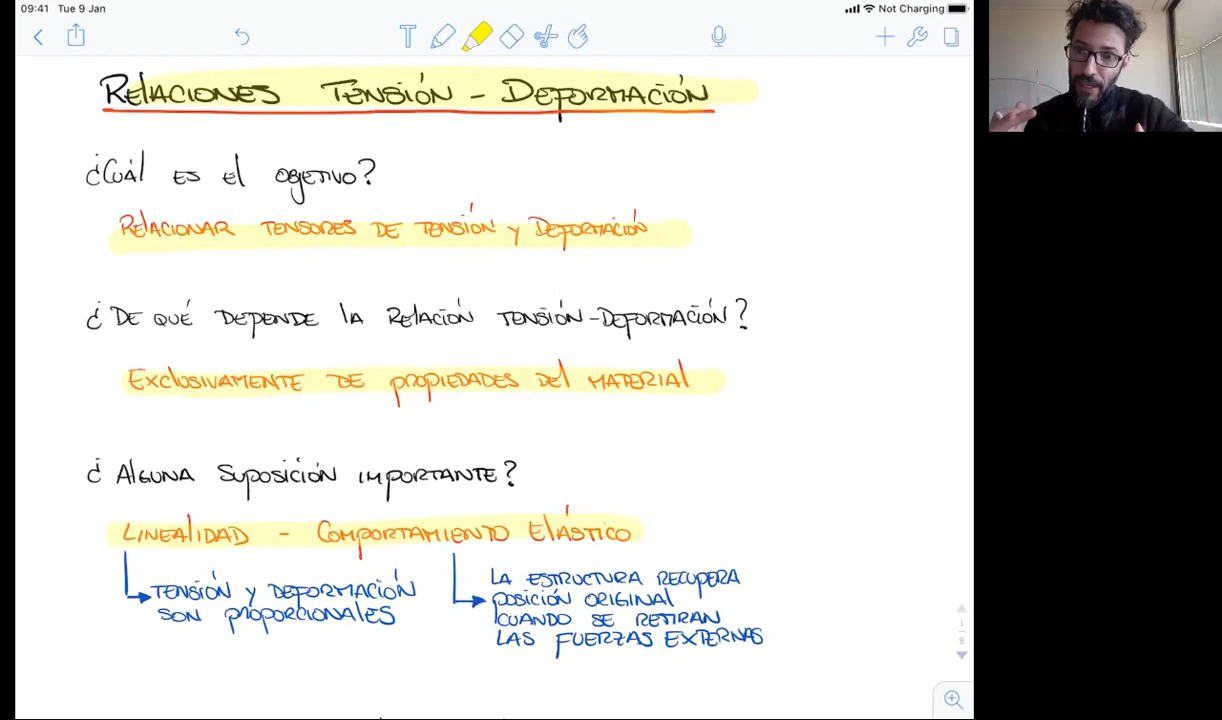 09:41 Tue 9 Jan
Not Charging
RELACIONES TENSIÓN - DEFORMACIÓN
¿CUÁL ES EL OBJETIVO?
RELACIONAR TENSORES DE TENSIÓN Y DEFORMACIÓN
¿DE QUÉ DEPENDE LA RELACIÓN TENSIÓN-DEFORMACIÓN?
EXCLUSIVAMENTE DE PROPIEDADES DEL MATERIAL
¿ALGUNA SUPOSICIÓN IMPORTANTE?
LINEALIDAD - COMPORTAMIENTO ELÁSTICO
TENSIÓN Y DEFORMACIÓN
SON PROPORCIONALES
LA ESTRUCTURA RECUPERA
POSICIÓN ORIGINAL
CUANDO SE RETIRAN
LAS FUERZAS EXTERNAS